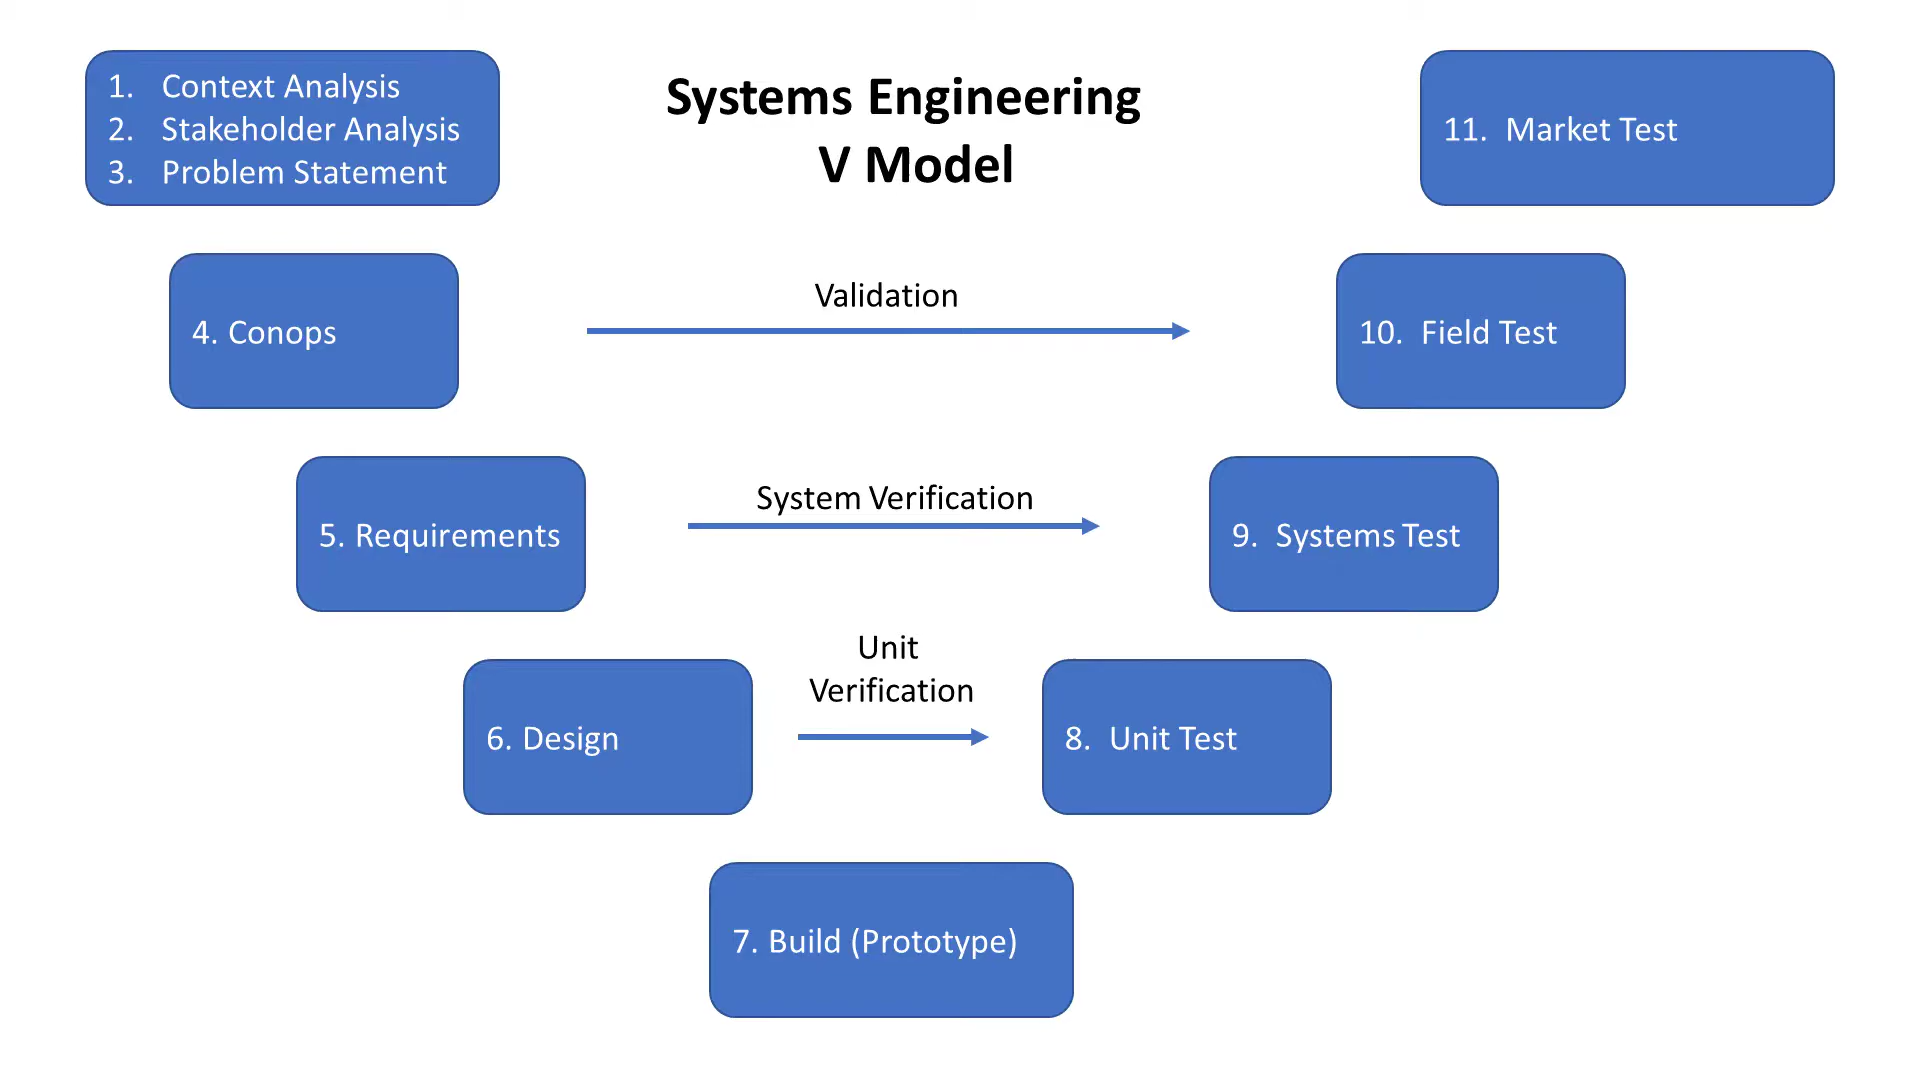 Systems Engineering
V Model
1. Context Analysis
2. Stakeholder Analysis
3. Problem Statement
11. Market Test
4. Conops
Validation
10. Field Test
5. Requirements
System Verification
9. Systems Test
6. Design
Unit
Verification
8. Unit Test
7. Build (Prototype)